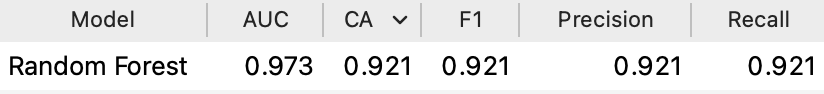 Model AUC CA F1 Precision Recall
Random Forest 0.973 0.921 0.921 0.921 0.921